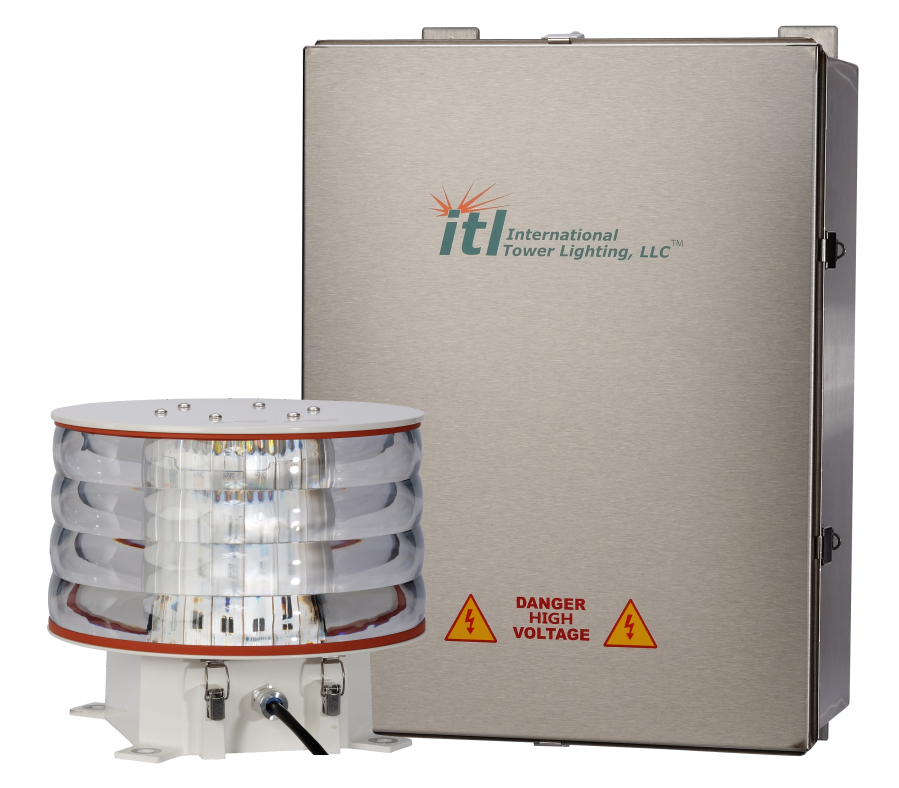 itl International
Tower Lighting, LLC™
DANGER
HIGH
VOLTAGE